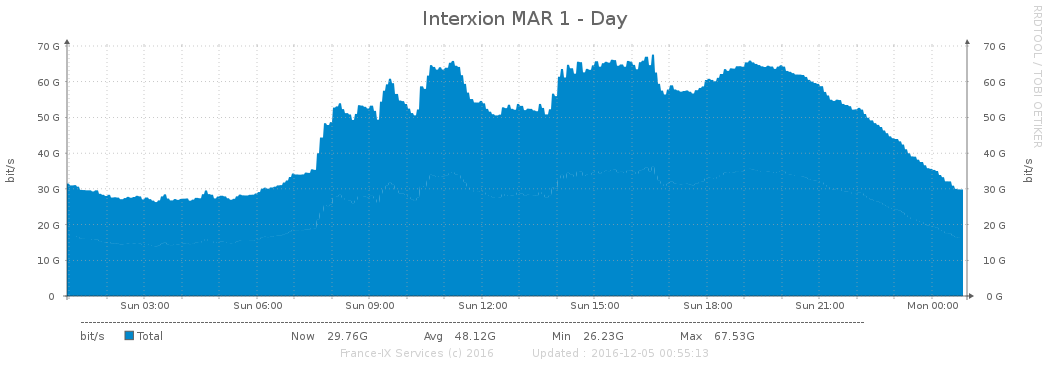 Interxion MAR 1 - Day
RRDTOOL / TOBI OETIKER
bit/s
70 G 70 G
60 G 60 G
50 G 50 G
40 G 40 G
30 G 30 G
20 G 20 G
10 G 10 G
0 0 G
bit/s
Sun 03:00 Sun 06:00 Sun 09:00 Sun 12:00 Sun 15:00 Sun 18:00 Sun 21:00 Mon 00:00
bit/s Total Now 29.76G Avg 48.12G Min 26.23G Max 67.53G
France-IX Services (c) 2016 Updated : 2016-12-05 00:55:13